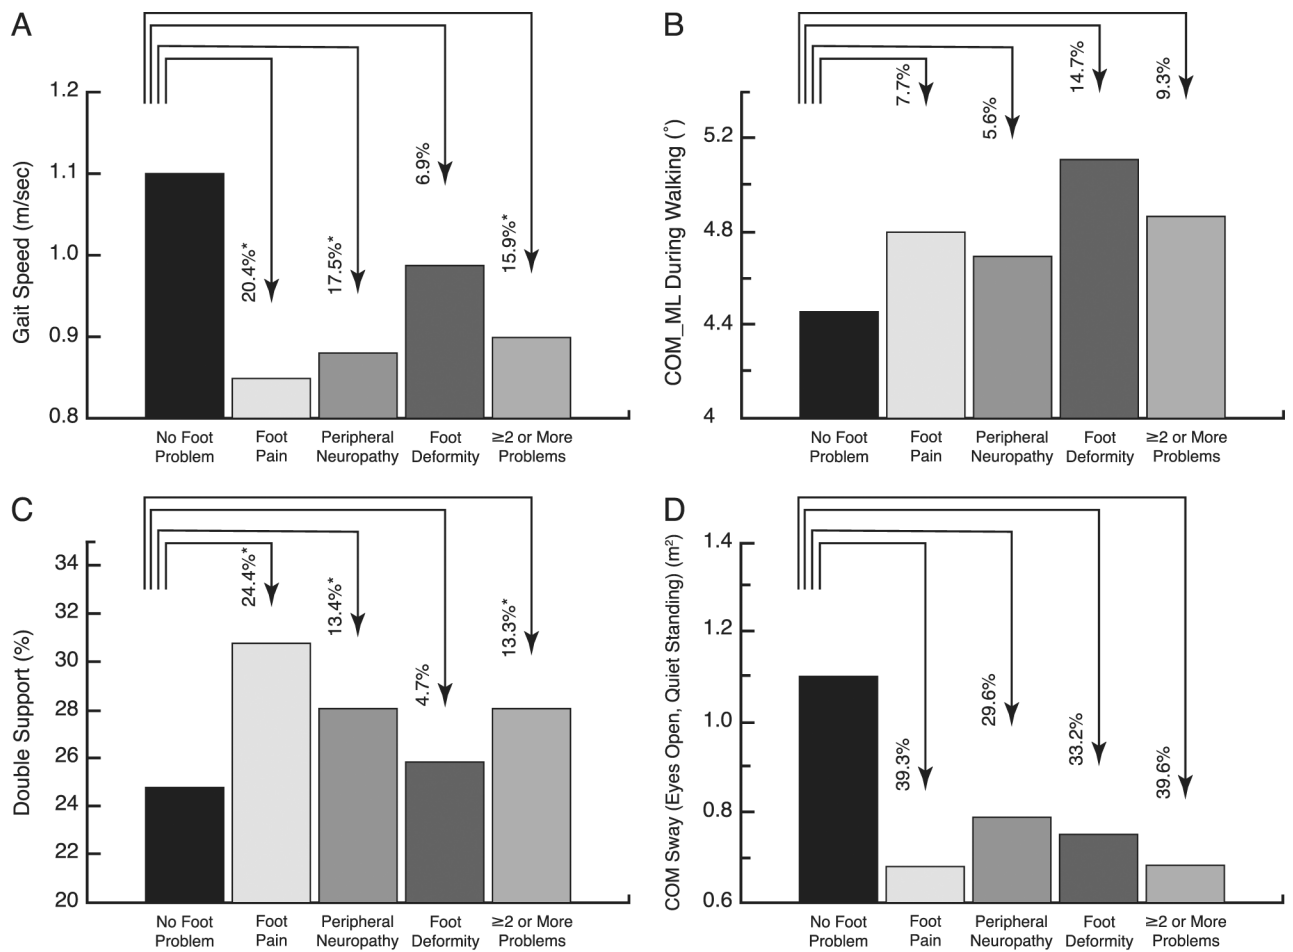 A
Gait Speed (m/sec)
1.2
1.1
1.0
0.9
0.8
20.4%*
17.5%*
6.9%
15.9%*
No Foot
Problem
Foot
Pain
Peripheral
Neuropathy
Foot
Deformity
≥2 or More
Problems
B
COM_ML During Walking (°)
5.2
4.8
4.4
4
7.7%
5.6%
14.7%
9.3%
No Foot
Problem
Foot
Pain
Peripheral
Neuropathy
Foot
Deformity
≥2 or More
Problems
C
Double Support (%)
34
32
30
28
26
24
22
20
24.4%*
13.4%*
4.7%
13.3%*
No Foot
Problem
Foot
Pain
Peripheral
Neuropathy
Foot
Deformity
≥2 or More
Problems
D
COM Sway (Eyes Open, Quiet Standing) (m²)
1.4
1.2
1.0
0.8
0.6
39.3%
29.6%
33.2%
39.6%
No Foot
Problem
Foot
Pain
Peripheral
Neuropathy
Foot
Deformity
≥2 or More
Problems